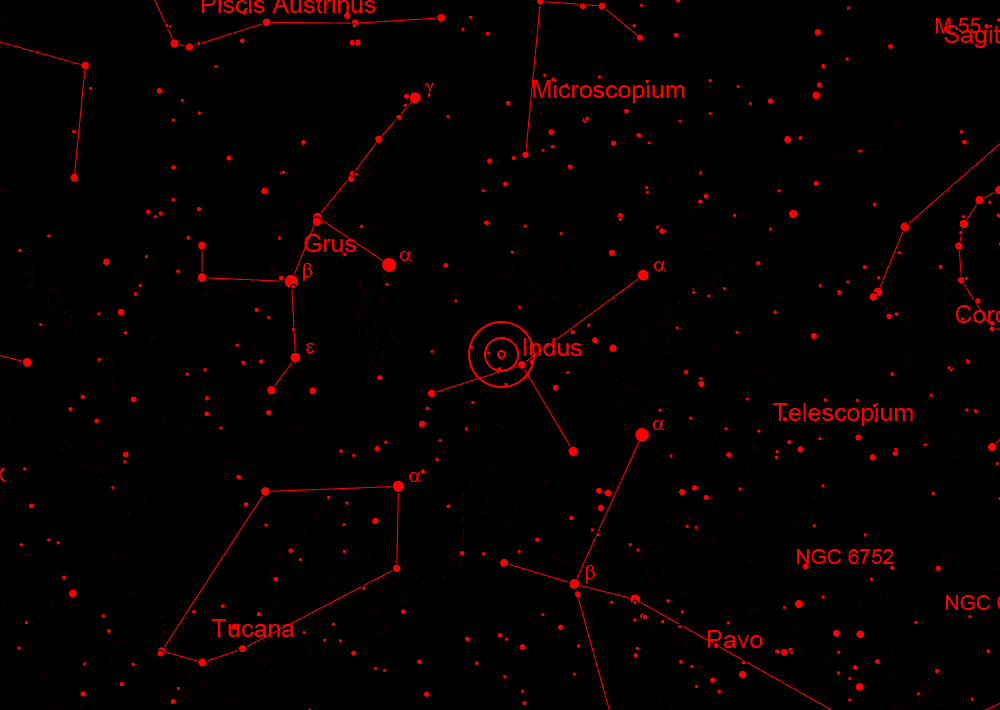 Piscis Austrinus
M 55
Sagit
Microscopium
γ
Grus
α
β
α
ε
Indus
Coro
Telescopium
α
x
α
NGC 6752
β
NGC 6
Tucana
Pavo